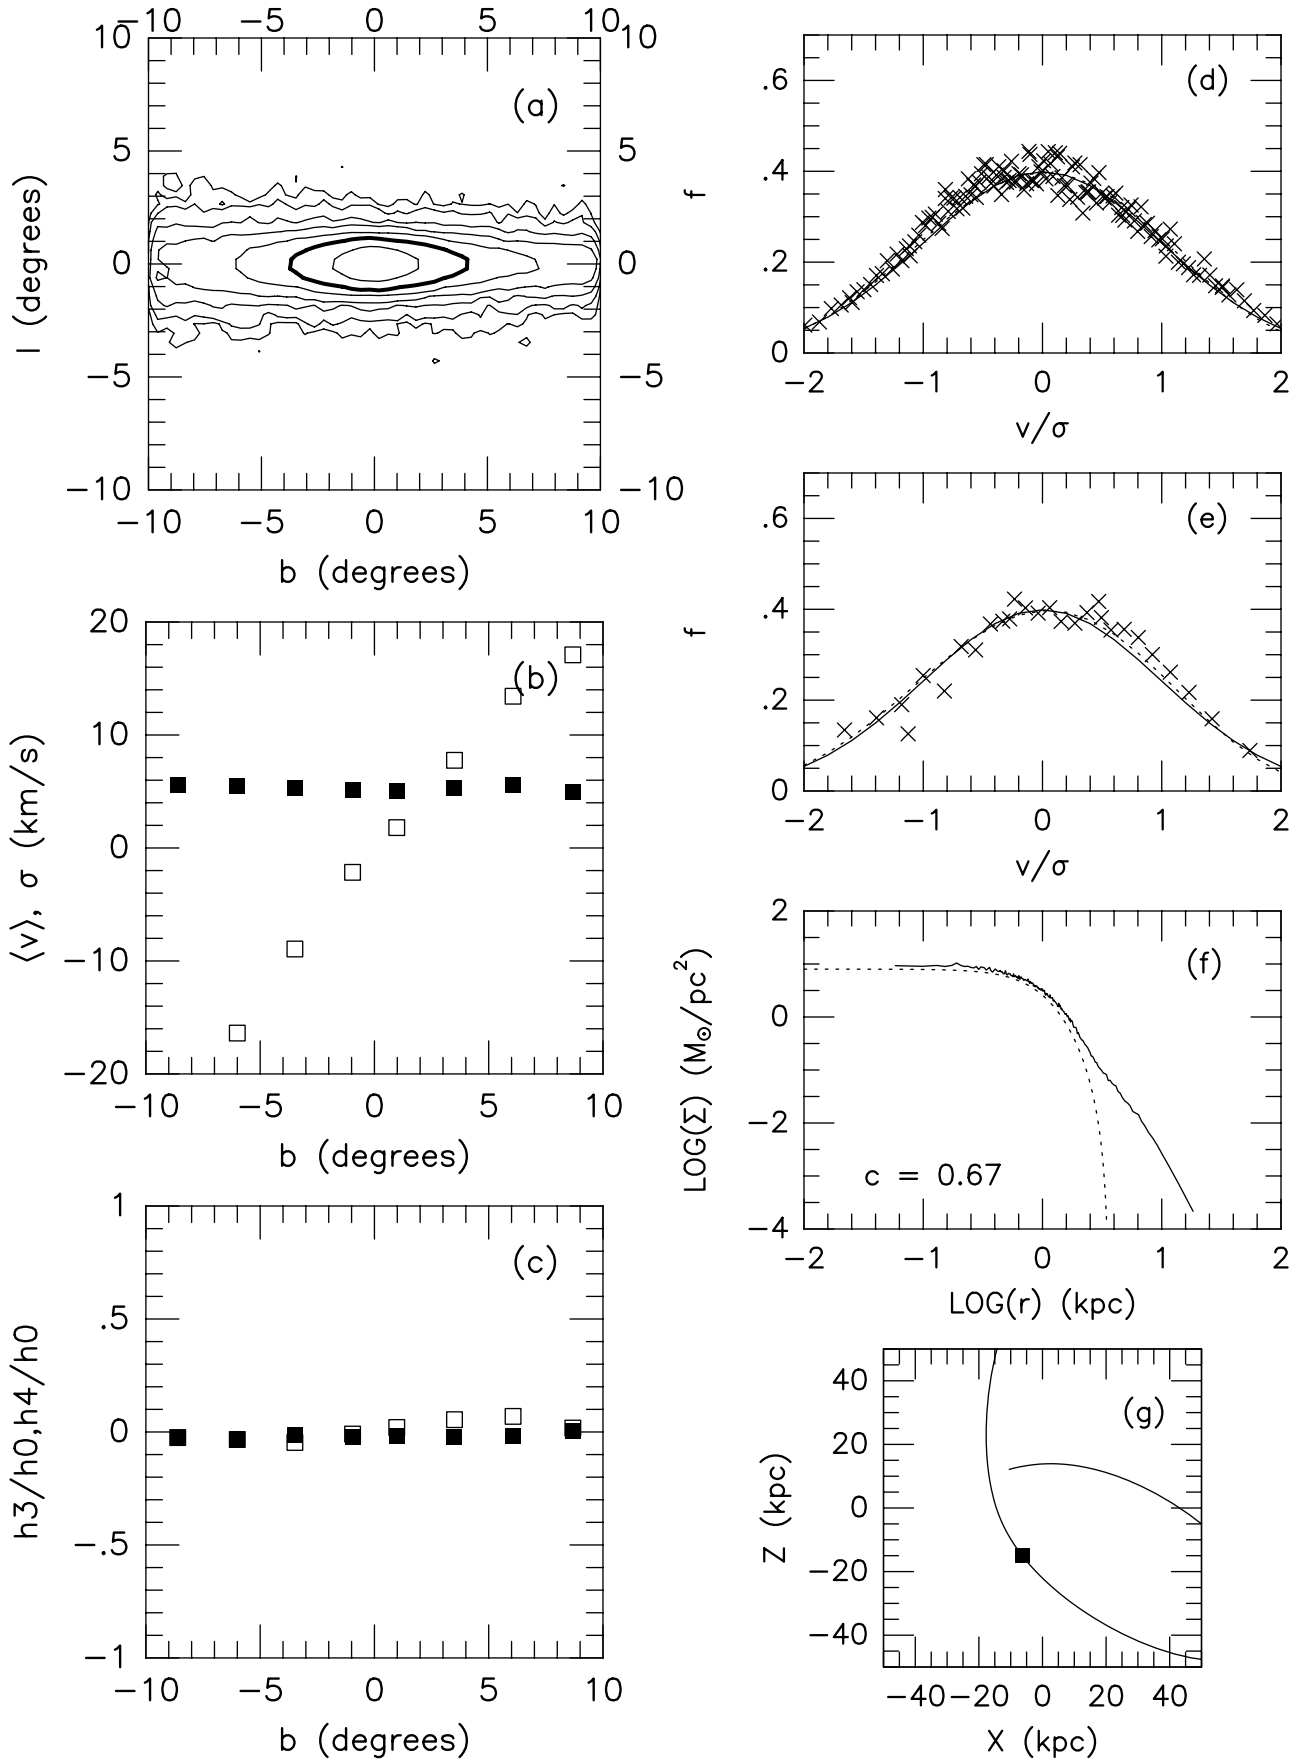 −10 −5 0 5 10
10 10
5 5
0 0
−5 −5
−10 −10
−10 −5 0 5 10
l (degrees)
b (degrees)
(a)
20
10
0
−10
−20
−10 −5 0 5 10
⟨v⟩, σ (km/s)
b (degrees)
(b)
1
.5
0
−.5
−1
−10 −5 0 5 10
h3/h0,h4/h0
b (degrees)
(c)
.6
.4
.2
0
−2 −1 0 1 2
f
v/σ
(d)
.6
.4
.2
0
−2 −1 0 1 2
f
v/σ
(e)
2
0
−2
−4
−2 −1 0 1 2
LOG(Σ) (M⊙/pc²)
LOG(r) (kpc)
(f)
c = 0.67
40
20
0
−20
−40
−40 −20 0 20 40
Z (kpc)
X (kpc)
(g)